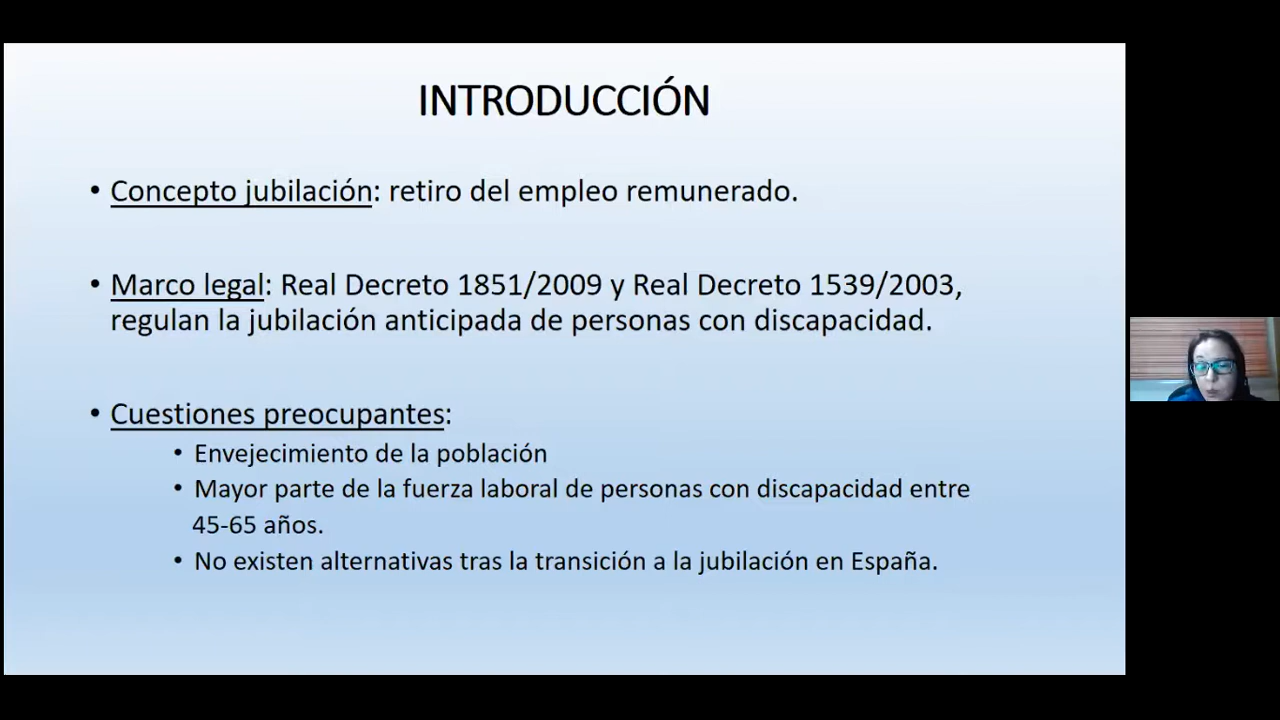 INTRODUCCIÓN
• Concepto jubilación: retiro del empleo remunerado.
• Marco legal: Real Decreto 1851/2009 y Real Decreto 1539/2003,
regulan la jubilación anticipada de personas con discapacidad.
• Cuestiones preocupantes:
• Envejecimiento de la población
• Mayor parte de la fuerza laboral de personas con discapacidad entre
45-65 años.
• No existen alternativas tras la transición a la jubilación en España.